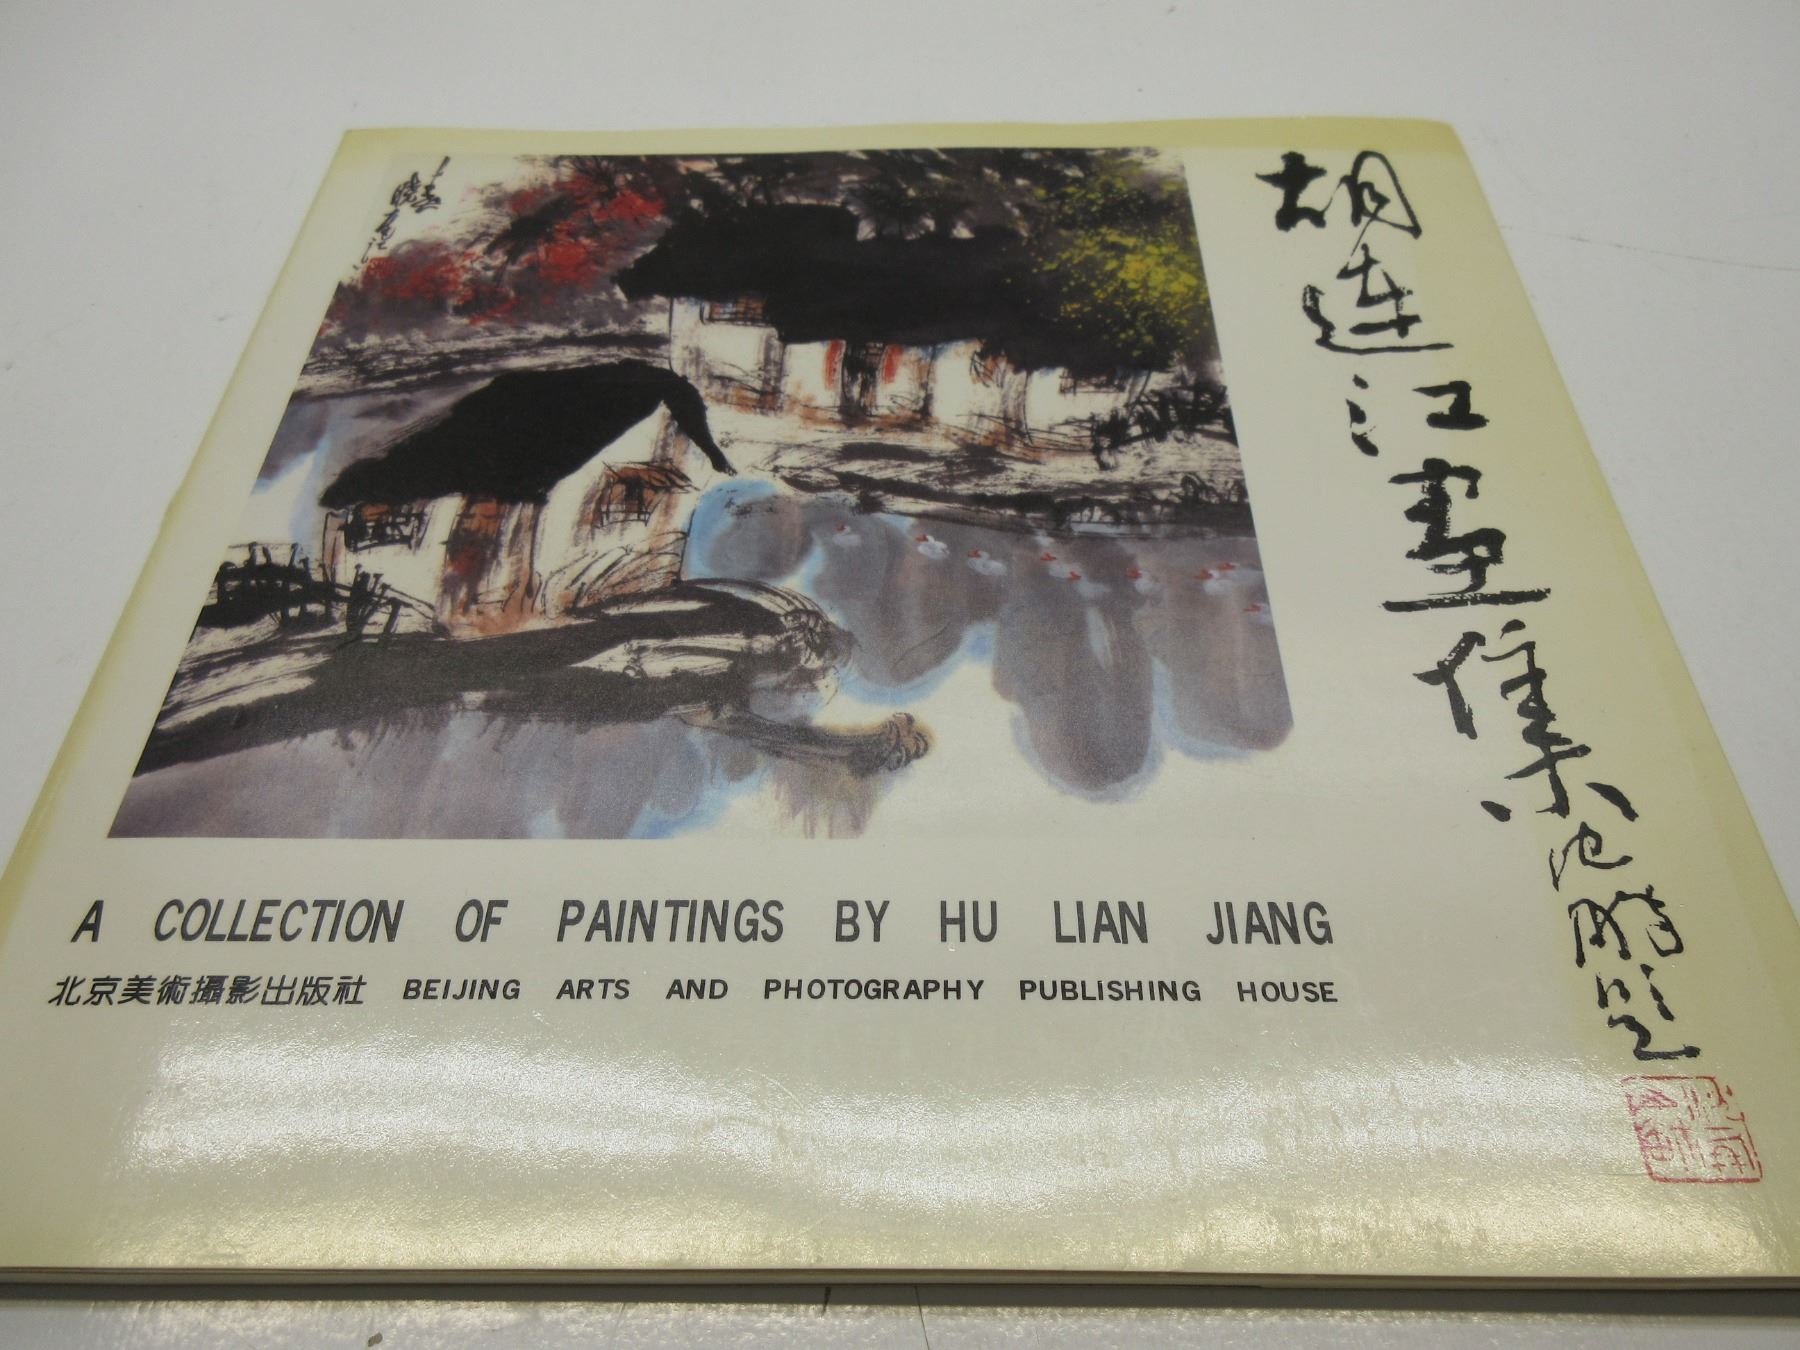 胡连江畫集
A COLLECTION OF PAINTINGS BY HU LIAN JIANG
北京美術攝影出版社 BEIJING ARTS AND PHOTOGRAPHY PUBLISHING HOUSE